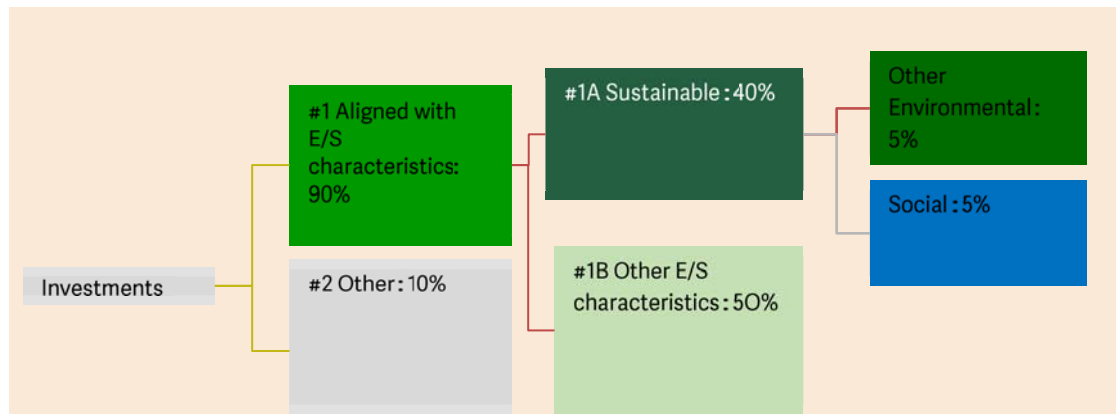 Investments
#1 Aligned with
E/S
characteristics:
90%
#2 Other: 10%
#1A Sustainable: 40%
#1B Other E/S
characteristics: 50%
Other
Environmental:
5%
Social: 5%